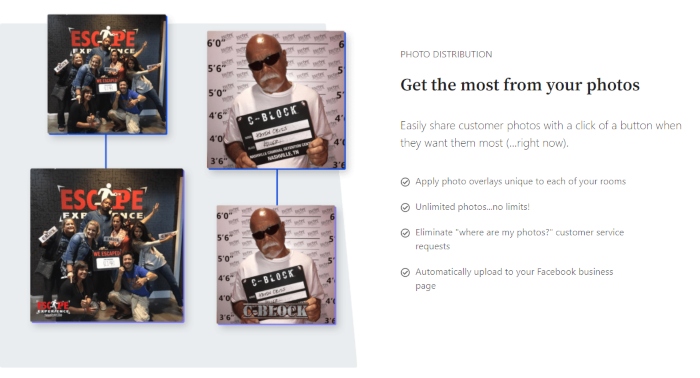 ESCAPE
EXPERIENCE
WE ESCAPED!
6'0"
5'6"
5'0"
4'6"
4'0"
3'6"
C-BLOCK
NASHVILLE, TN
PHOTO DISTRIBUTION
Get the most from your photos
Easily share customer photos with a click of a button when
they want them most (...right now).
Apply photo overlays unique to each of your rooms
Unlimited photos...no limits!
Eliminate "where are my photos?" customer service
requests
Automatically upload to your Facebook business
page
ESCAPE
EXPERIENCE
WE ESCAPED!
ESCAPE
EXPERIENCE
6'0"
5'6"
5'0"
4'6"
4'0"
3'6"
C-BLOCK
C-BLOCK